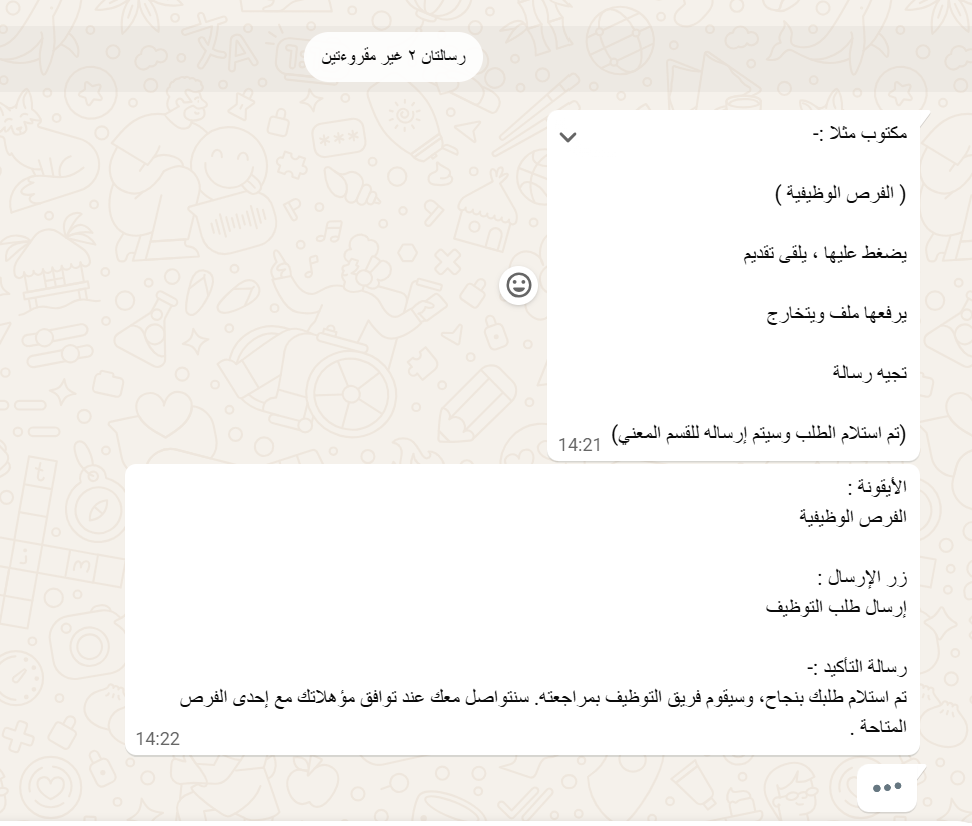 رسالتان ٢ غير مقروءتين
مكتوب مثلا :-
( الفرص الوظيفية )
يضغط عليها ، يلقى تقديم
يرفعها ملف ويتخارج
تجيه رسالة
(تم استلام الطلب وسيتم إرساله للقسم المعني)
14:21
الأيقونة :
الفرص الوظيفية
زر الإرسال :
إرسال طلب التوظيف
رسالة التأكيد :-
تم استلام طلبك بنجاح، وسيقوم فريق التوظيف بمراجعته. سنتواصل معك عند توافق مؤهلاتك مع إحدى الفرص
المتاحة .
14:22